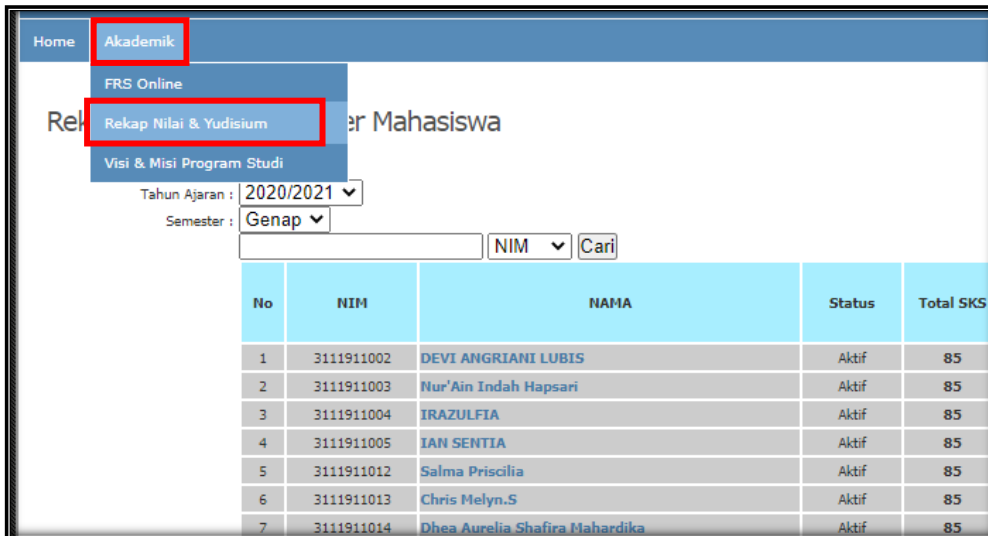 Home Akademik
FRS Online
Rek
Rekap Nilai & Yudisium
er Mahasiswa
Visi & Misi Program Studi
Tahun Ajaran : 2020/2021
Semester : Genap
NIM Cari
No NIM NAMA Status Total SKS
1 3111911002 DEVI ANGRIANI LUBIS Aktif 85
2 3111911003 Nur'Ain Indah Hapsari Aktif 85
3 3111911004 IRAZULFIA Aktif 85
4 3111911005 IAN SENTIA Aktif 85
5 3111911012 Salma Priscilia Aktif 85
6 3111911013 Chris Melyn.S Aktif 85
7 3111911014 Dhea Aurelia Shafira Mahardika Aktif 85